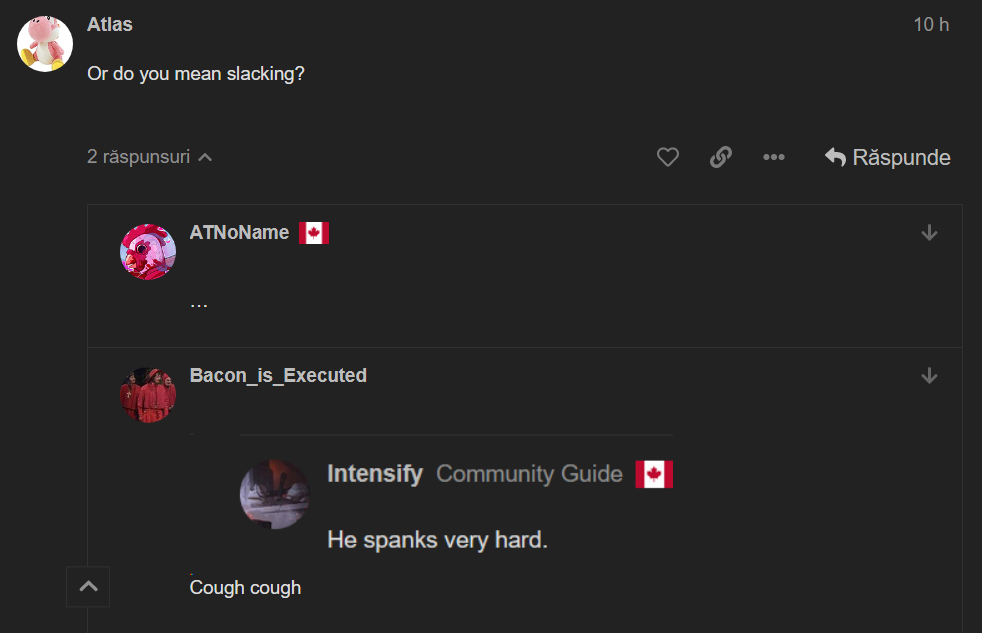 Atlas 10 h
Or do you mean slacking?
2 răspunsuri Răspunde
ATNoName
...
Bacon_is_Executed
Intensify Community Guide
He spanks very hard.
Cough cough